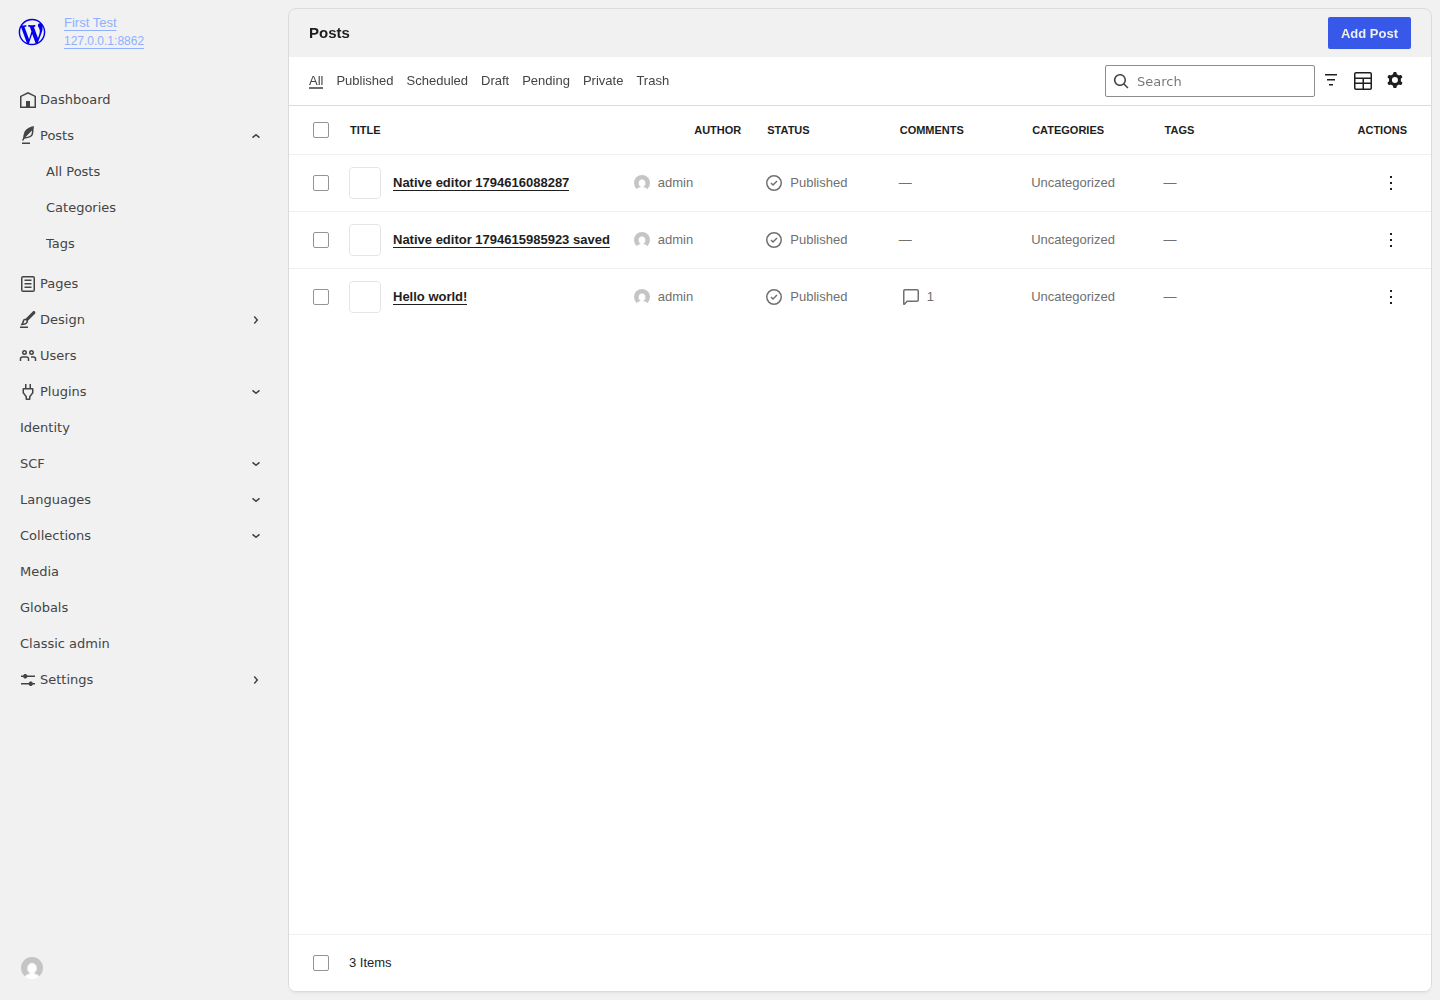 First Test
127.0.0.1:8862
Dashboard
Posts
All Posts
Categories
Tags
Pages
Design
Users
Plugins
Identity
SCF
Languages
Collections
Media
Globals
Classic admin
Settings
Posts
Add Post
All Published Scheduled Draft Pending Private Trash
Search
TITLE AUTHOR STATUS COMMENTS CATEGORIES TAGS ACTIONS
Native editor 1794616088287 admin Published — Uncategorized —
Native editor 1794615985923 saved admin Published — Uncategorized —
Hello world! admin Published 1 Uncategorized —
3 Items